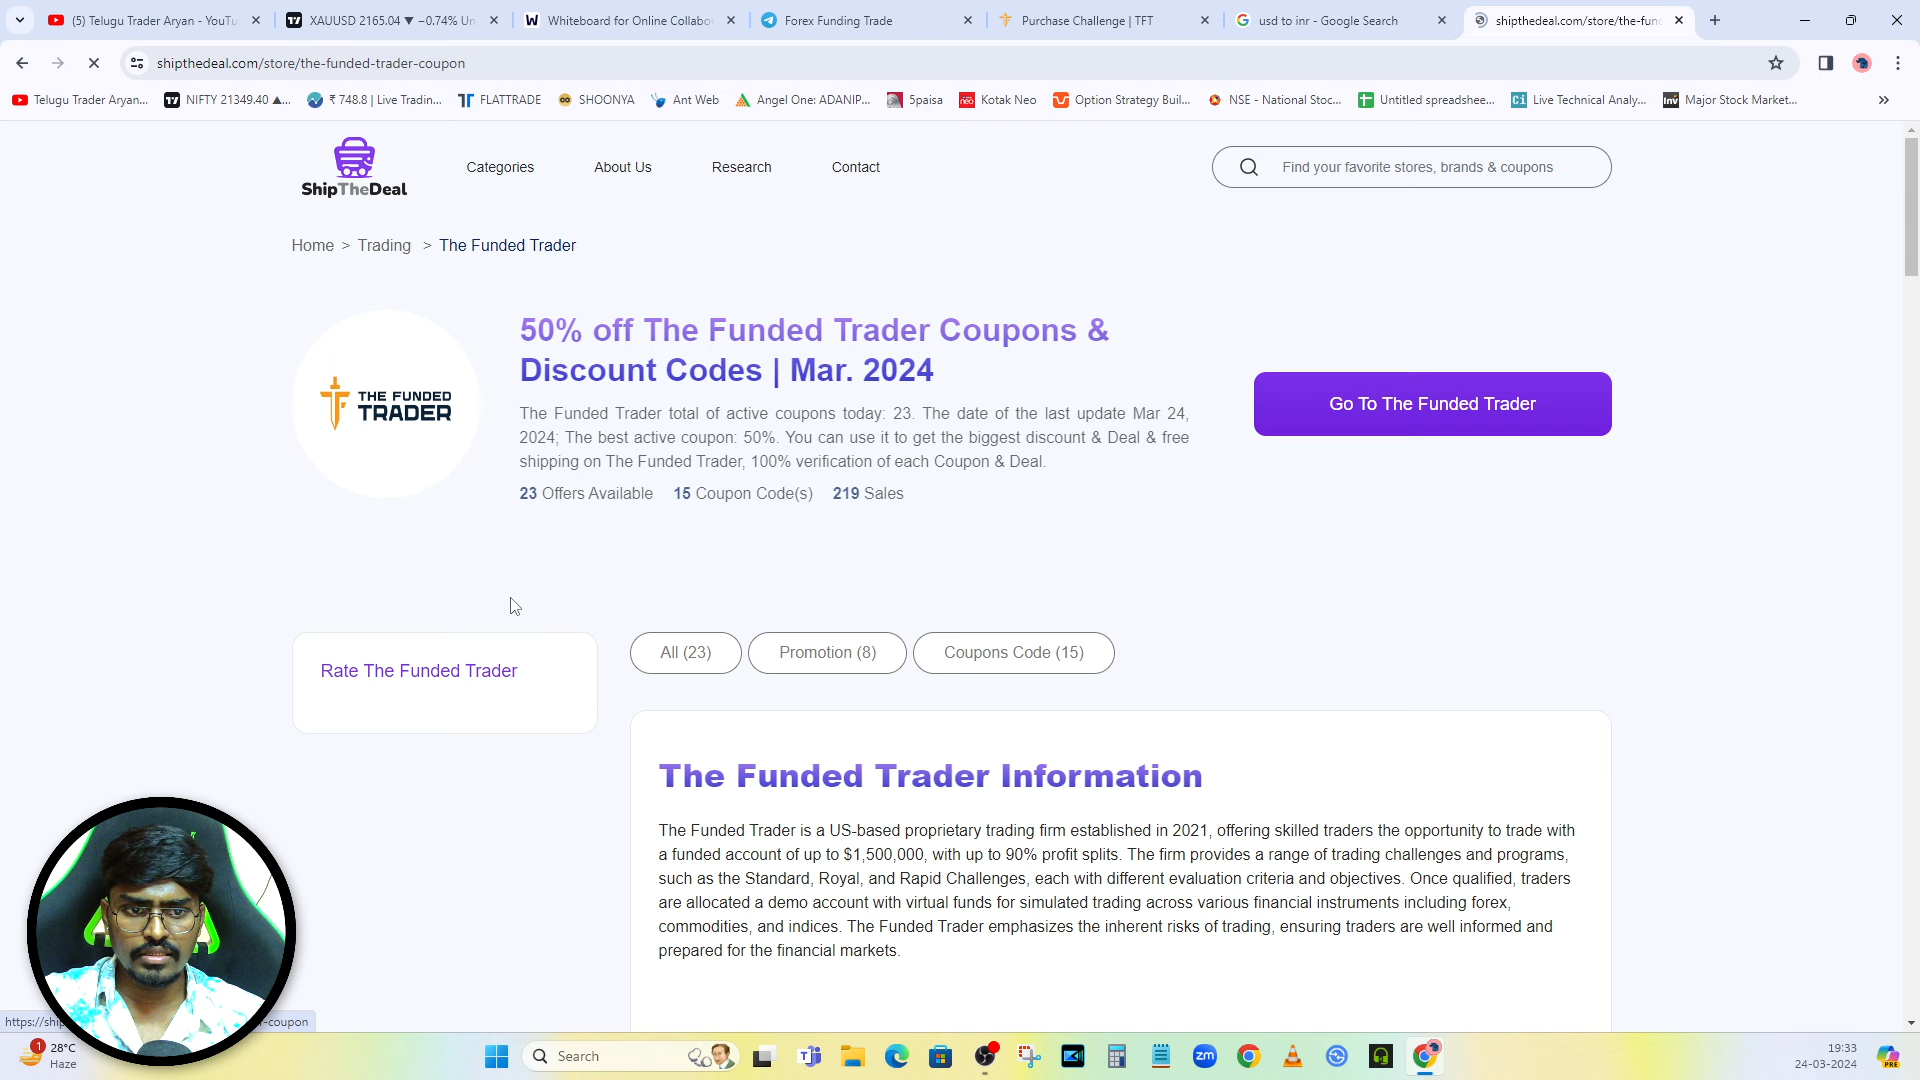 (5) Telugu Trader Aryan - YouTu
XAUUSD 2165.04 ▼ −0.74% Un
Whiteboard for Online Collabo
Forex Funding Trade
Purchase Challenge | TFT
usd to inr - Google Search
shipthedeal.com/store/the-fund
shipthedeal.com/store/the-funded-trader-coupon
Telugu Trader Aryan...
NIFTY 21349.40 ▲...
₹ 748.8 | Live Tradin...
FLATTRADE
SHOONYA
Ant Web
Angel One: ADANIP...
5paisa
Kotak Neo
Option Strategy Buil...
NSE - National Stoc...
Untitled spreadshee...
Live Technical Analy...
Major Stock Market...
ShipTheDeal
Categories
About Us
Research
Contact
Find your favorite stores, brands & coupons
Home > Trading > The Funded Trader
THE FUNDED
TRADER
50% off The Funded Trader Coupons &
Discount Codes | Mar. 2024
The Funded Trader total of active coupons today: 23. The date of the last update Mar 24,
2024; The best active coupon: 50%. You can use it to get the biggest discount & Deal & free
shipping on The Funded Trader, 100% verification of each Coupon & Deal.
23 Offers Available 15 Coupon Code(s) 219 Sales
Go To The Funded Trader
Rate The Funded Trader
All (23)
Promotion (8)
Coupons Code (15)
The Funded Trader Information
The Funded Trader is a US-based proprietary trading firm established in 2021, offering skilled traders the opportunity to trade with
a funded account of up to $1,500,000, with up to 90% profit splits. The firm provides a range of trading challenges and programs,
such as the Standard, Royal, and Rapid Challenges, each with different evaluation criteria and objectives. Once qualified, traders
are allocated a demo account with virtual funds for simulated trading across various financial instruments including forex,
commodities, and indices. The Funded Trader emphasizes the inherent risks of trading, ensuring traders are well informed and
prepared for the financial markets.
https://ship
r-coupon
1
28°C
Haze
Search
zm
19:33
24-03-2024
PRE